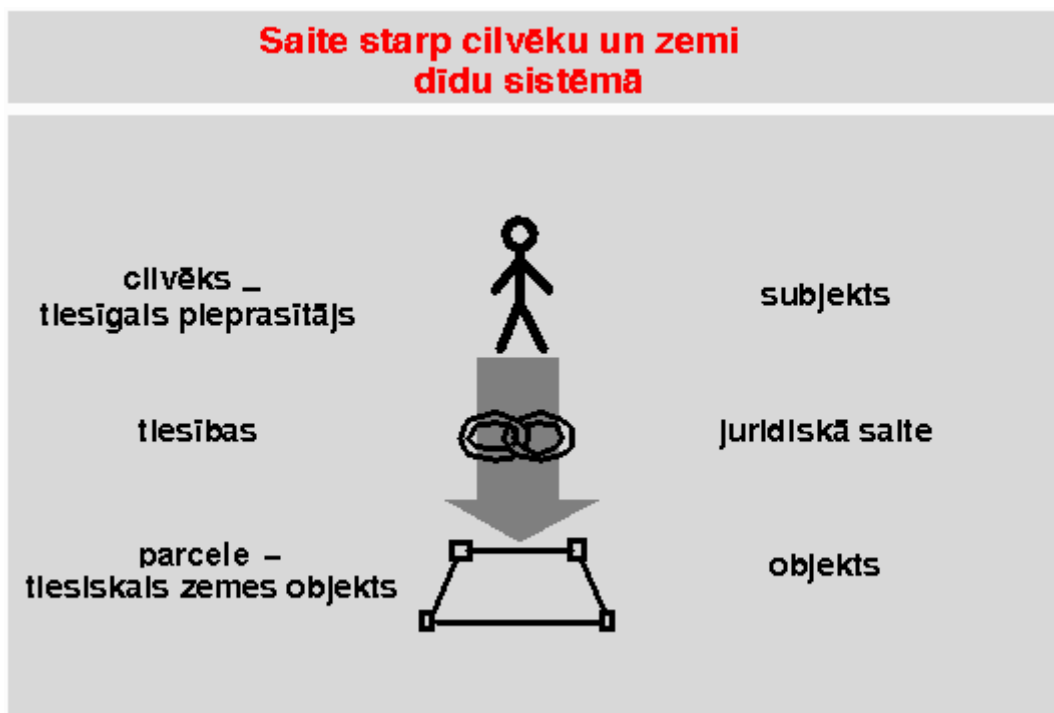 Saite starp cilvēku un zemi
dīdu sistēmā
cilvēks –
tiesīgais pieprasītājs
subjekts
tiesības
juridiskā saite
parcele –
tiesiskais zemes objekts
objekts